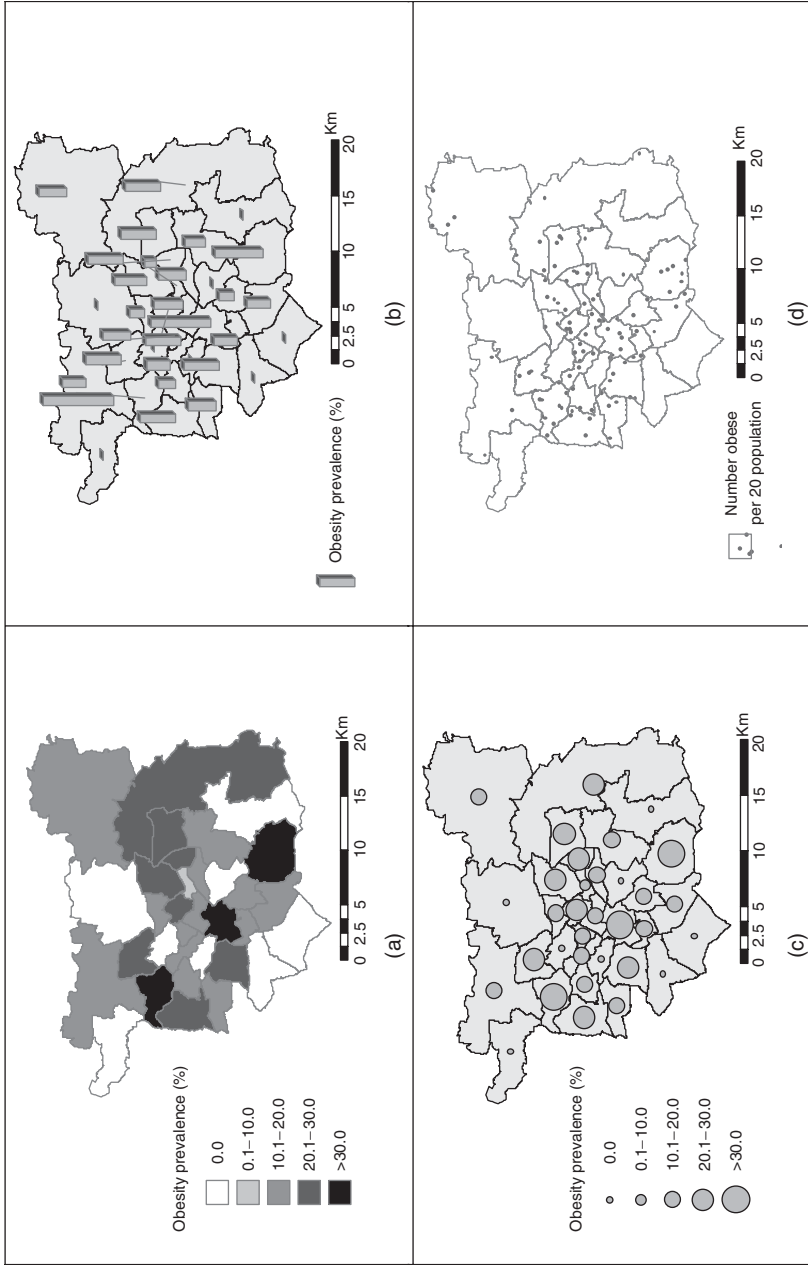 Obesity prevalence (%)
0.0
0.1–10.0
10.1–20.0
20.1–30.0
>30.0
0 2.5 5 10 15 20
Km
(a)
Obesity prevalence (%)
0 2.5 5 10 15 20
Km
(b)
Obesity prevalence (%)
0.0
0.1–10.0
10.1–20.0
20.1–30.0
>30.0
0 2.5 5 10 15 20
Km
(c)
Number obese
per 20 population
0 2.5 5 10 15 20
Km
(d)